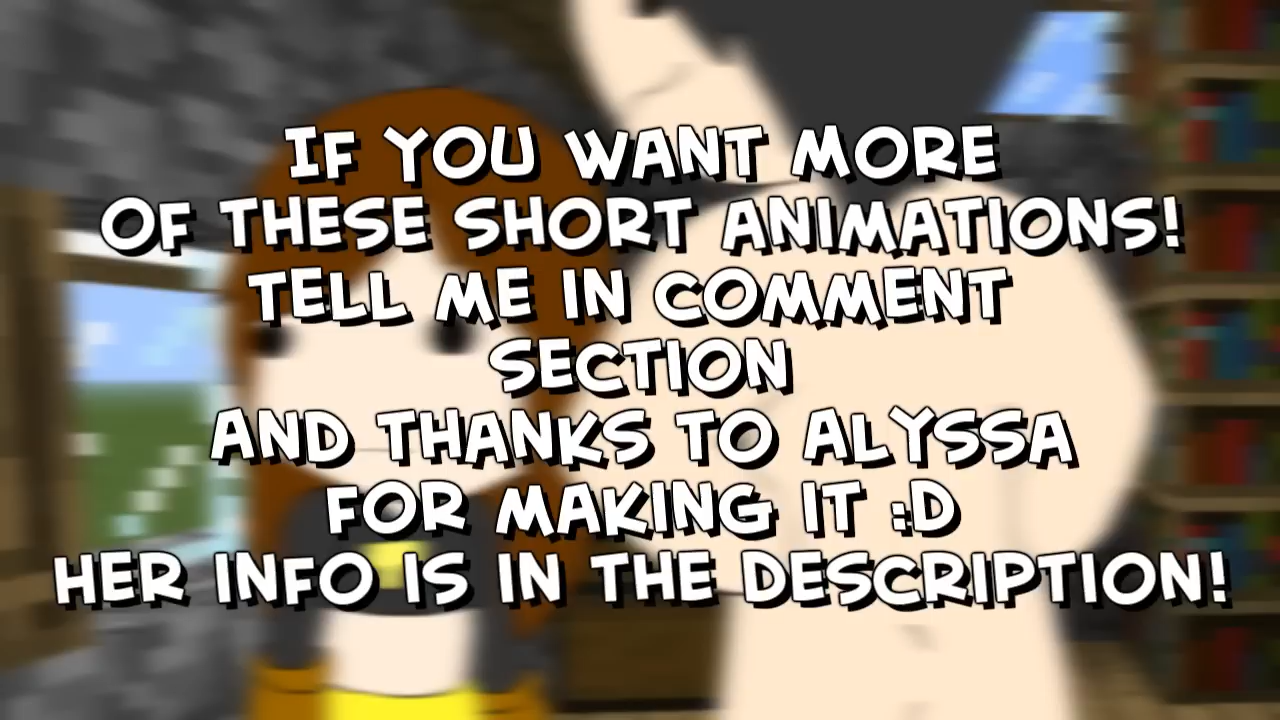 IF YOU WANT MORE
OF THESE SHORT ANIMATIONS!
TELL ME IN COMMENT
SECTION
AND THANKS TO ALYSSA
FOR MAKING IT :D
HER INFO IS IN THE DESCRIPTION!